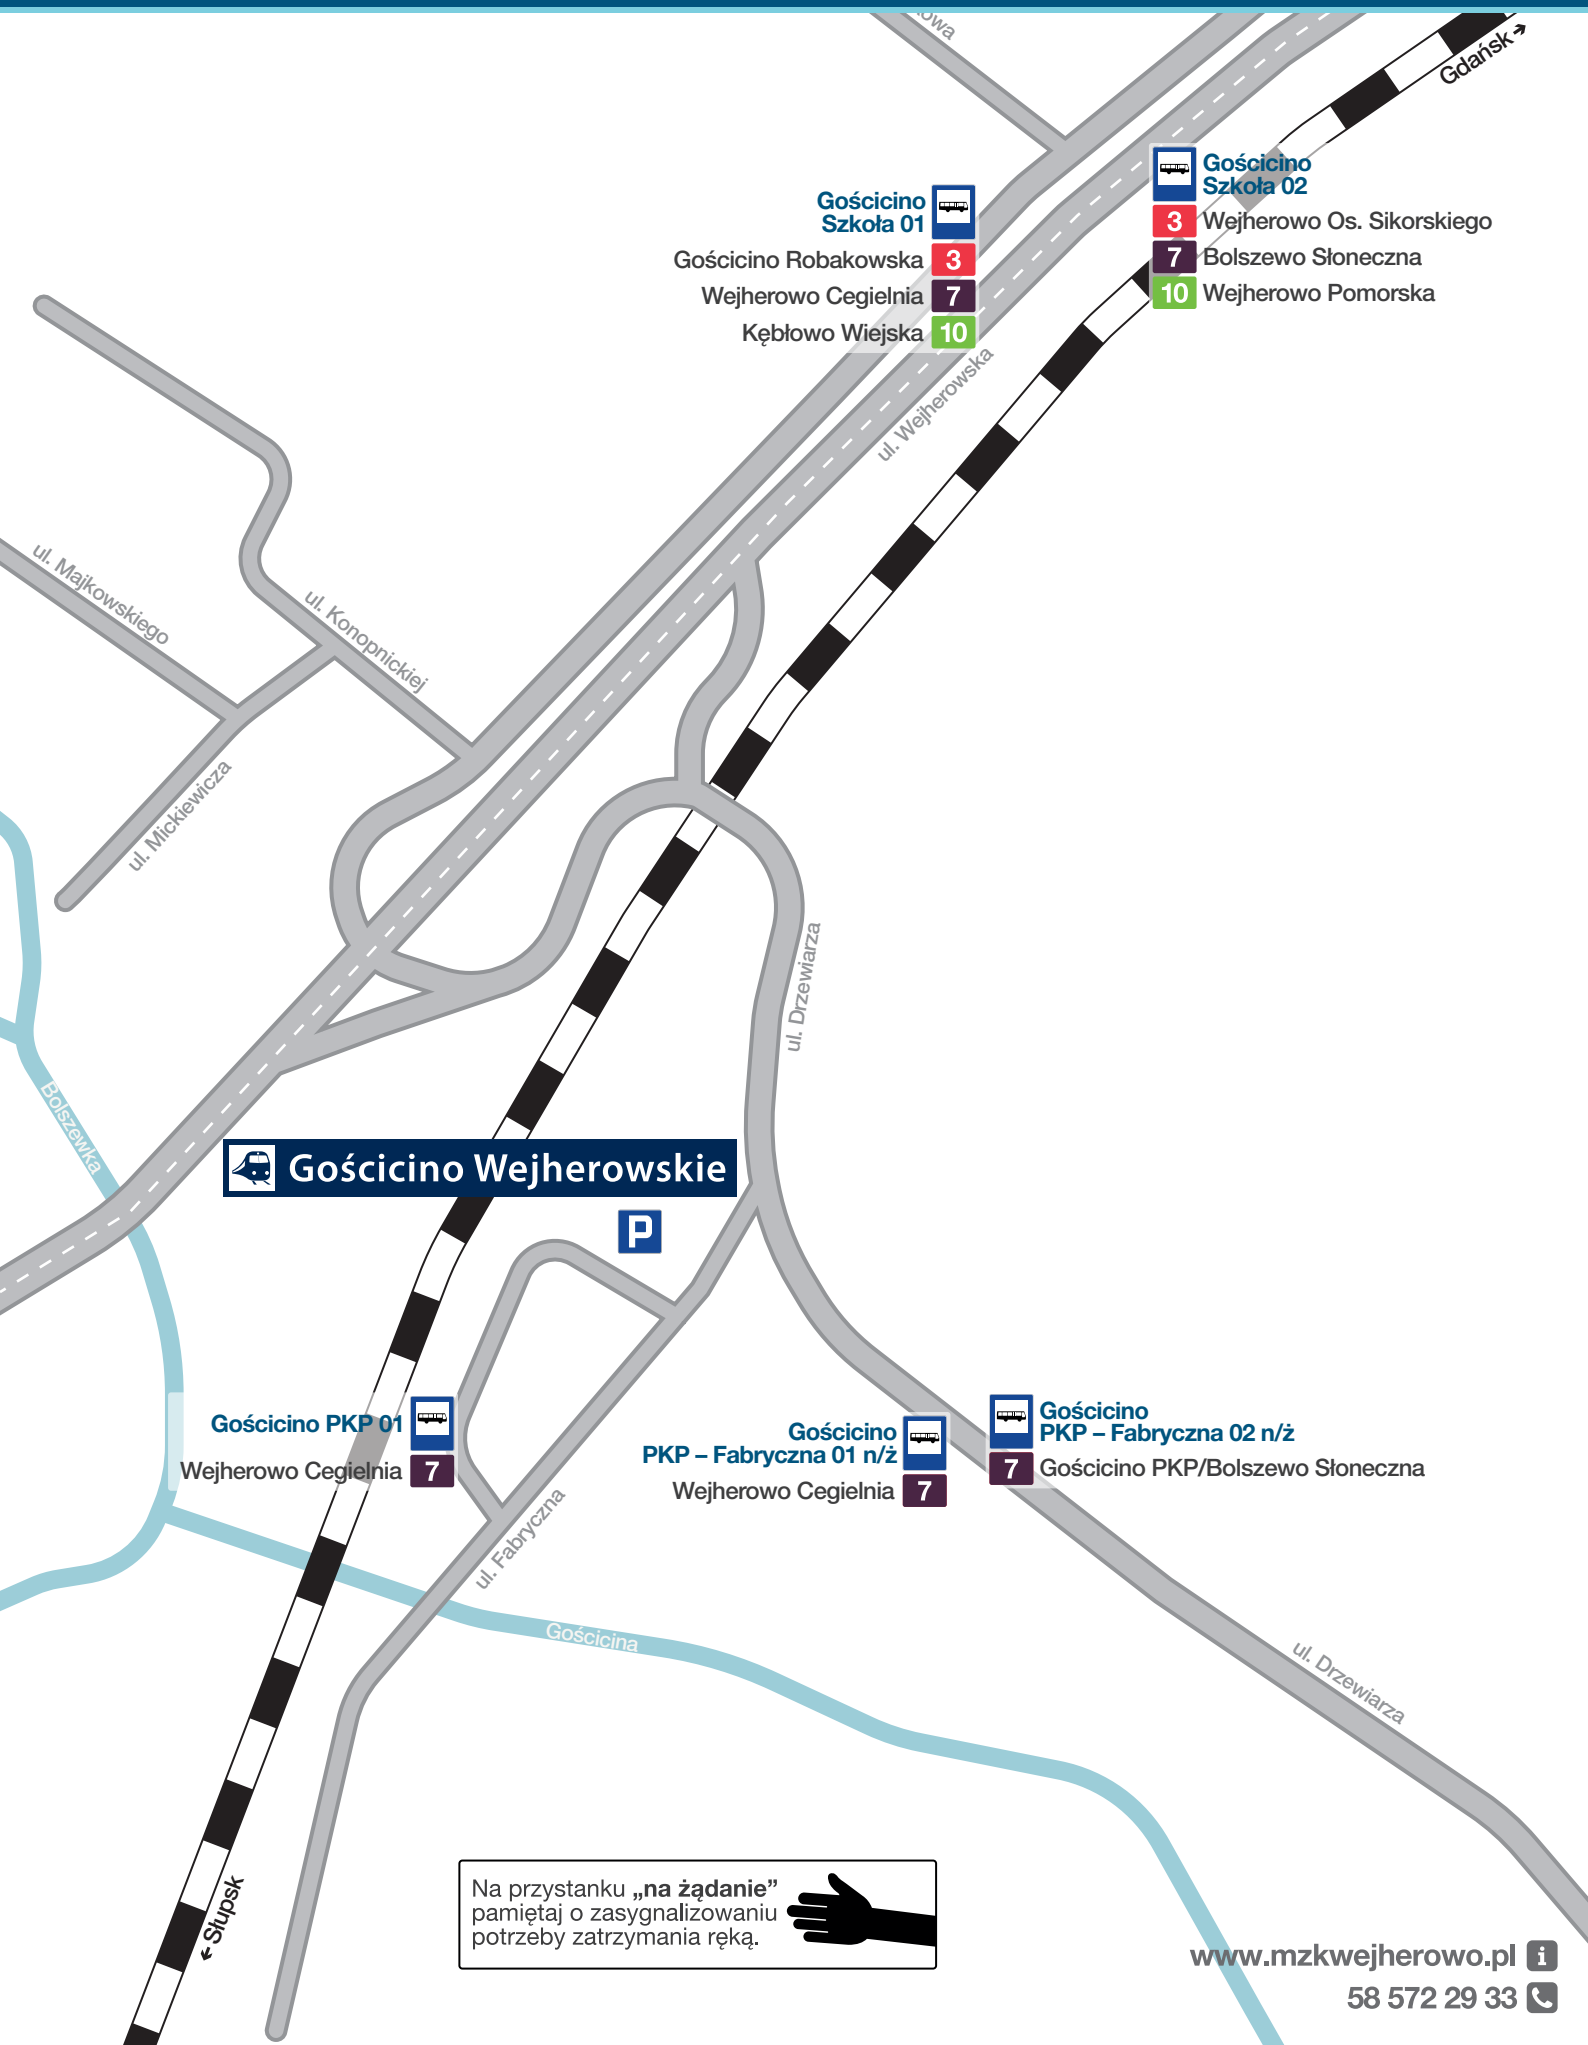 owa
Gdańsk →
Gościcino
Szkoła 01
Gościcino Robakowska 3
Wejherowo Cegielnia 7
Kębłowo Wiejska 10
Gościcino
Szkoła 02
3 Wejherowo Os. Sikorskiego
7 Bolszewo Słoneczna
10 Wejherowo Pomorska
ul. Wejherowska
ul. Majkowskiego
ul. Konopnickiej
ul. Mickiewicza
ul. Drzewiarza
Bolszewka
Gościcino Wejherowskie
P
Gościcino PKP 01
Wejherowo Cegielnia 7
Gościcino
PKP – Fabryczna 01 n/ż
Wejherowo Cegielnia 7
Gościcino
PKP – Fabryczna 02 n/ż
7 Gościcino PKP/Bolszewo Słoneczna
ul. Fabryczna
Gościcina
ul. Drzewiarza
← Słupsk
Na przystanku „na żądanie”
pamiętaj o zasygnalizowaniu
potrzeby zatrzymania ręką.
www.mzkwejherowo.pl i
58 572 29 33